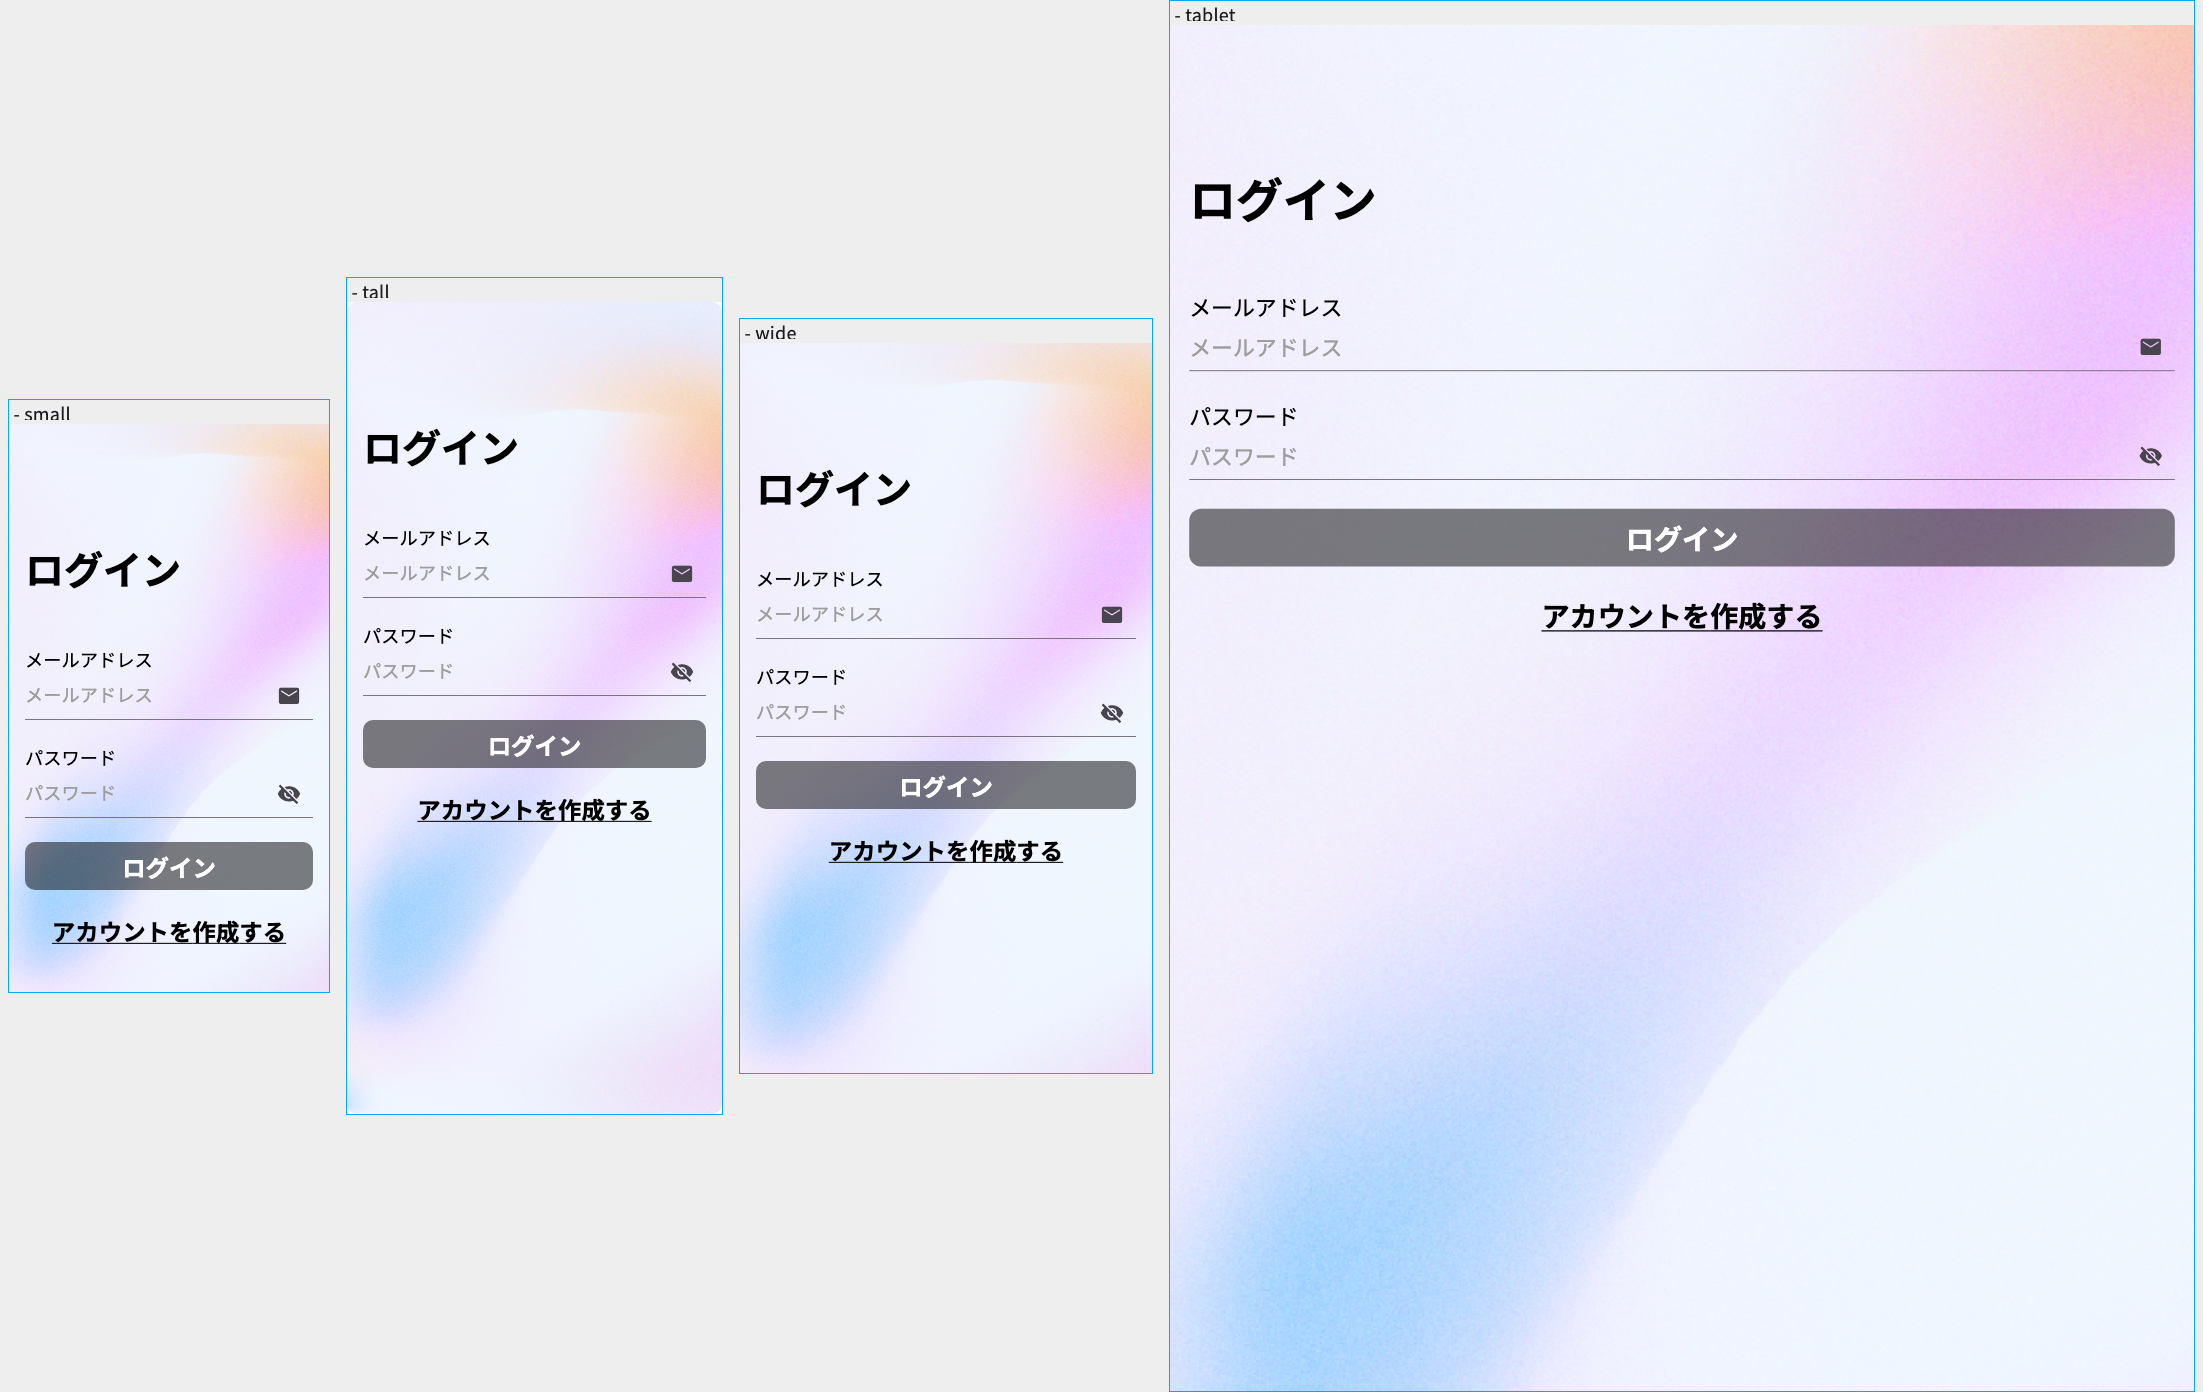 - small
ログイン
メールアドレス
メールアドレス
パスワード
パスワード
ログイン
アカウントを作成する
- tall
ログイン
メールアドレス
メールアドレス
パスワード
パスワード
ログイン
アカウントを作成する
- wide
ログイン
メールアドレス
メールアドレス
パスワード
パスワード
ログイン
アカウントを作成する
- tablet
ログイン
メールアドレス
メールアドレス
パスワード
パスワード
ログイン
アカウントを作成する